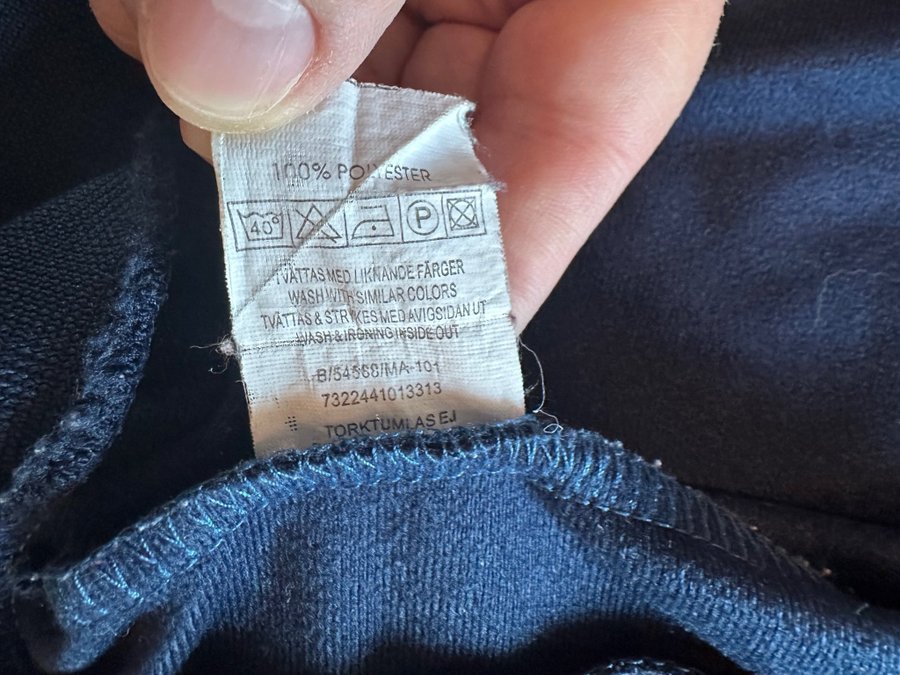 100% POLYESTER
40° P
TVÄTTAS MED LIKNANDE FÄRGER
WASH WITH SIMILAR COLORS
TVÄTTAS & STRYKES MED AVIGSIDAN UT
WASH & IRONING INSIDE OUT
B/54568/MA-101
7322441013313
TORKTUMLAS EJ